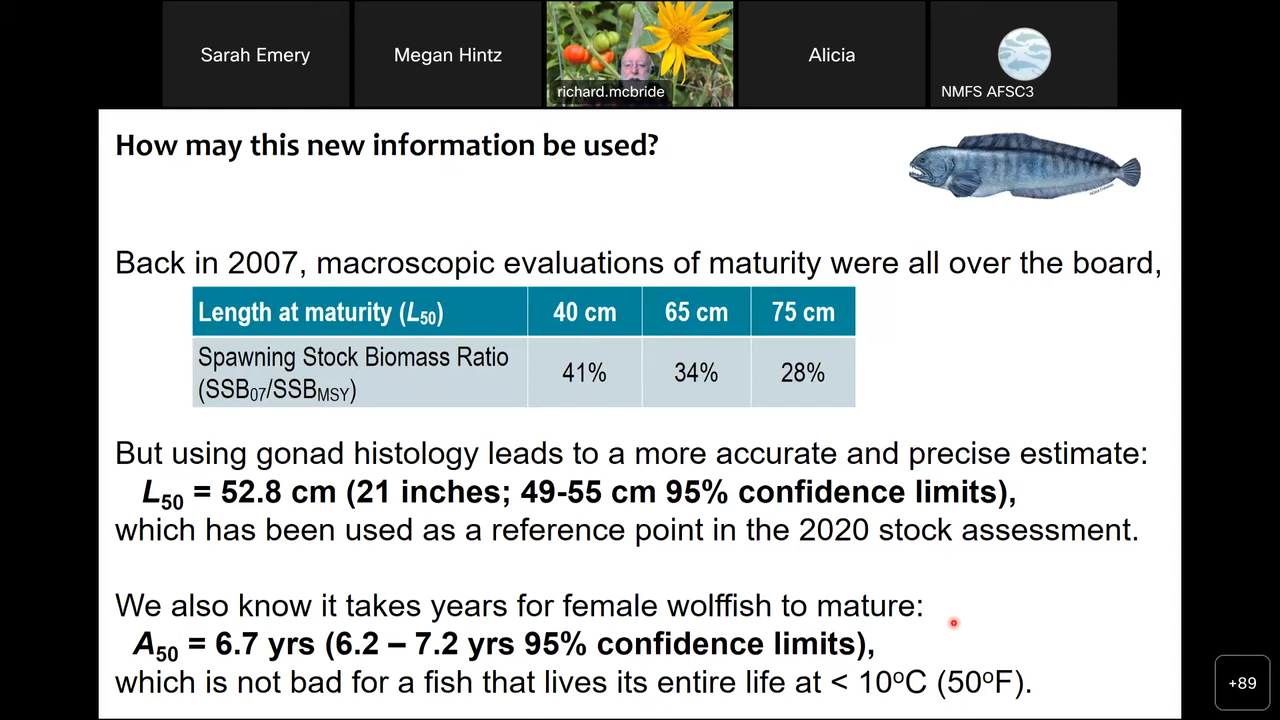 Sarah Emery
Megan Hintz
richard.mcbride
Alicia
NMFS AFSC3
How may this new information be used?
Back in 2007, macroscopic evaluations of maturity were all over the board,
Length at maturity (L50) 40 cm 65 cm 75 cm
Spawning Stock Biomass Ratio
(SSB07/SSBMSY) 41% 34% 28%
But using gonad histology leads to a more accurate and precise estimate:
L50 = 52.8 cm (21 inches; 49-55 cm 95% confidence limits),
which has been used as a reference point in the 2020 stock assessment.
We also know it takes years for female wolffish to mature:
A50 = 6.7 yrs (6.2 – 7.2 yrs 95% confidence limits),
which is not bad for a fish that lives its entire life at < 10oC (50oF).
+89